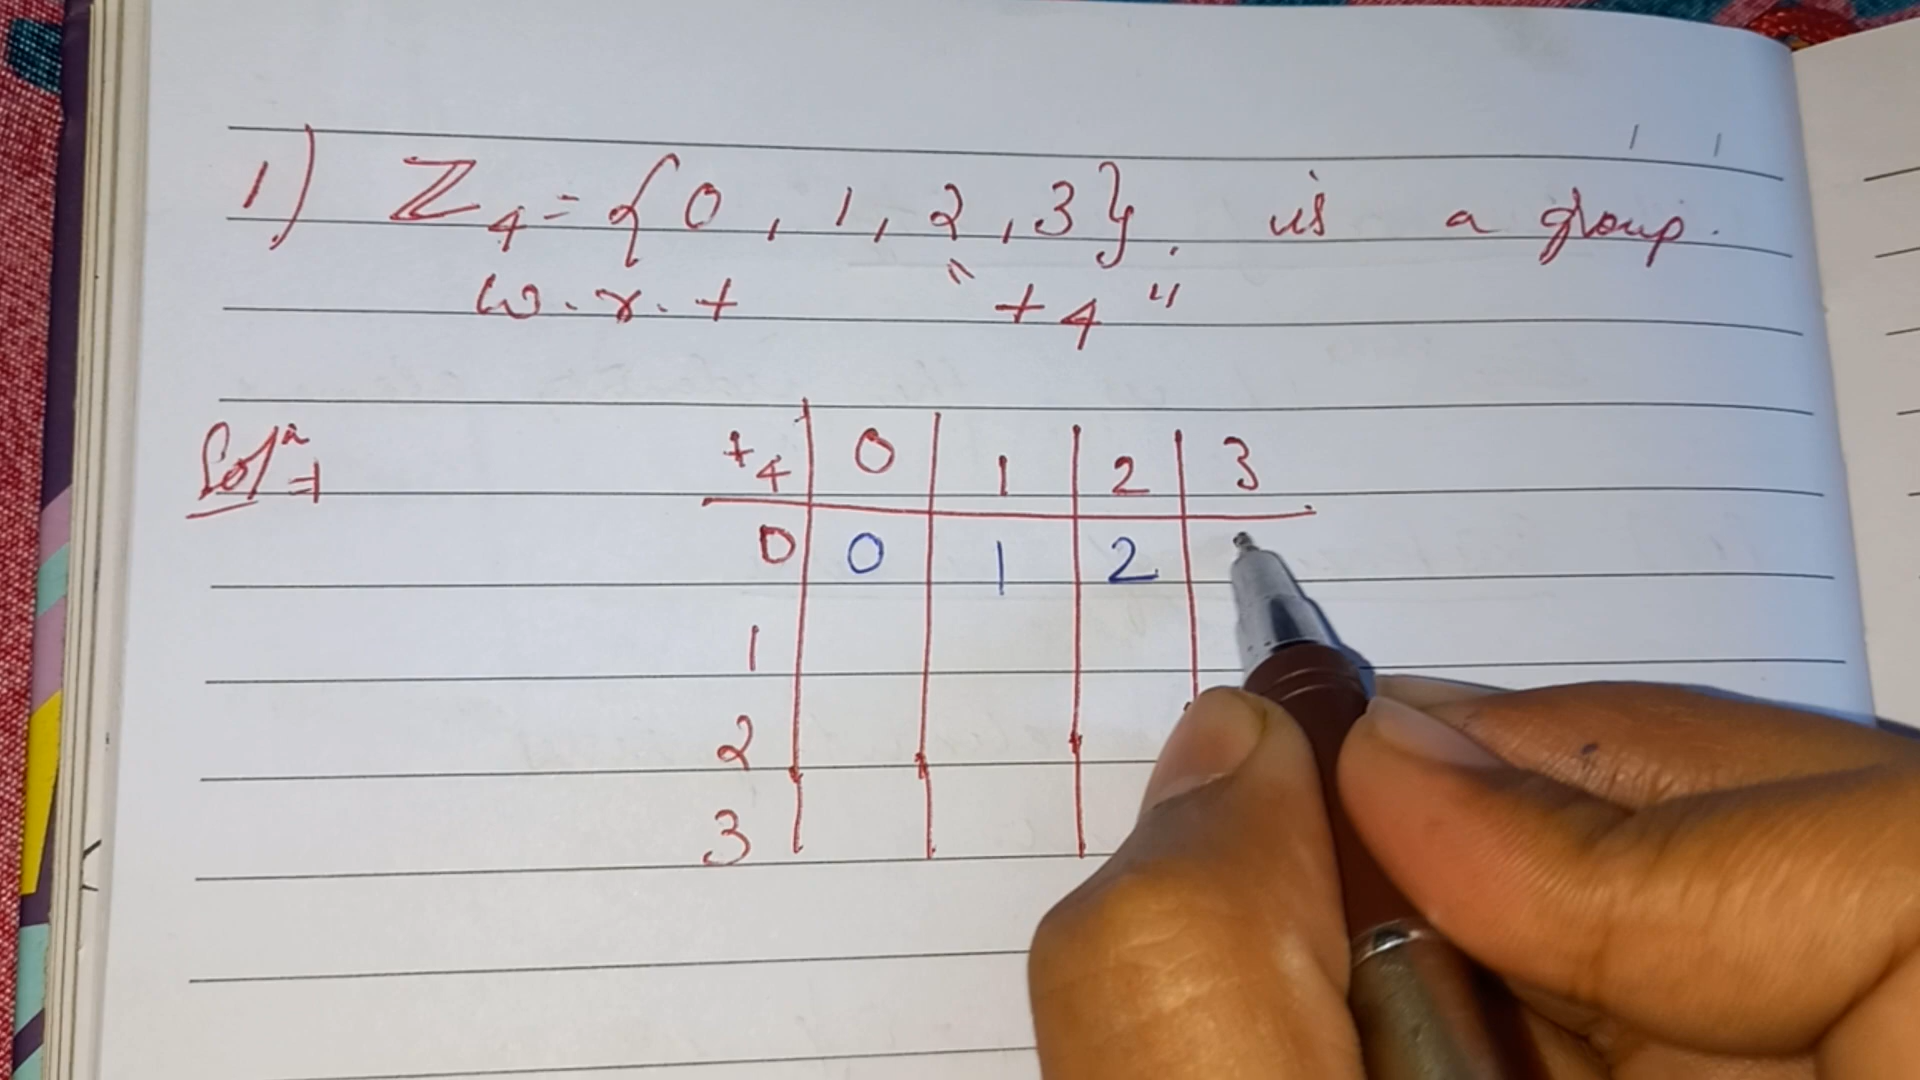 1) Z₄ = {0, 1, 2, 3}. is a group.
w.r.t "+₄"
Solⁿ ⇒
+₄ 0 1 2 3
0 0 1 2
1
2
3